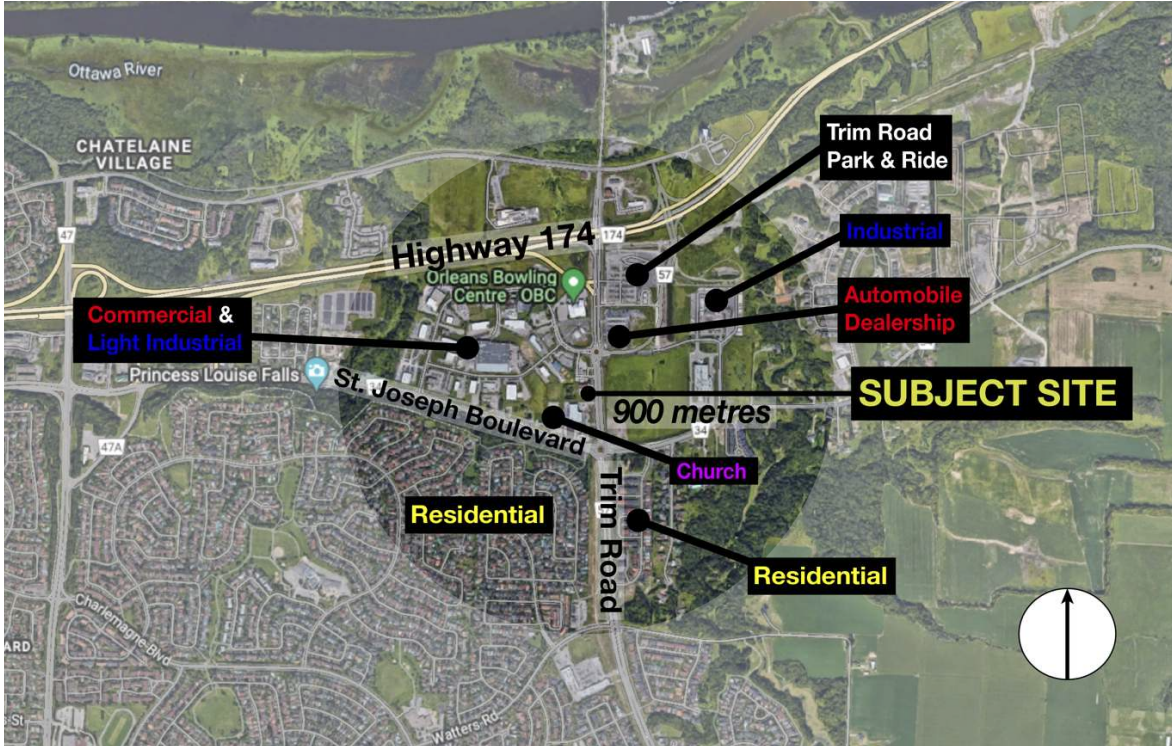 Ottawa River
CHATELAINE
VILLAGE
47
Highway 174
174
Trim Road
Park & Ride
57
Industrial
Orleans Bowling
Centre - OBC
Commercial &
Light Industrial
Automobile
Dealership
Princess Louise Falls
St. Joseph Boulevard
SUBJECT SITE
900 metres
34
47A
Church
Trim Road
Residential
Residential
Charlemagne Blvd
ARD
s St
Watters Rd